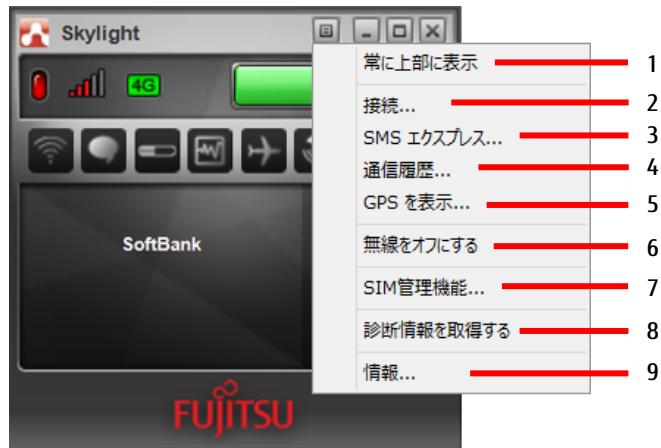 Skylight
4G
SoftBank
FUJITSU
常に上部に表示 1
接続... 2
SMS エクスプレス... 3
通信履歴... 4
GPS を表示... 5
無線をオフにする 6
SIM管理機能... 7
診断情報を取得する 8
情報... 9